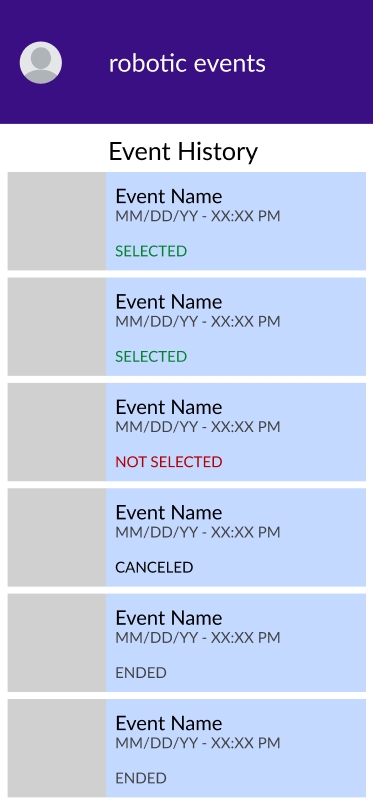 robotic events
Event History
Event Name
MM/DD/YY - XX:XX PM
SELECTED
Event Name
MM/DD/YY - XX:XX PM
SELECTED
Event Name
MM/DD/YY - XX:XX PM
NOT SELECTED
Event Name
MM/DD/YY - XX:XX PM
CANCELED
Event Name
MM/DD/YY - XX:XX PM
ENDED
Event Name
MM/DD/YY - XX:XX PM
ENDED